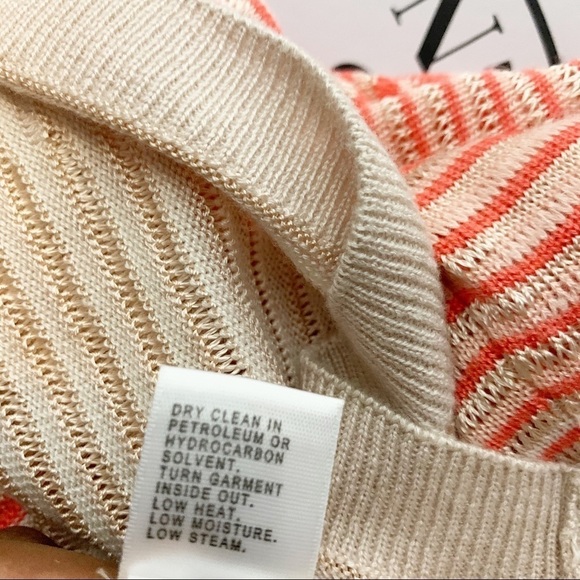 DRY CLEAN IN
PETROLEUM OR
HYDROCARBON
SOLVENT.
TURN GARMENT
INSIDE OUT.
LOW HEAT.
LOW MOISTURE.
LOW STEAM.